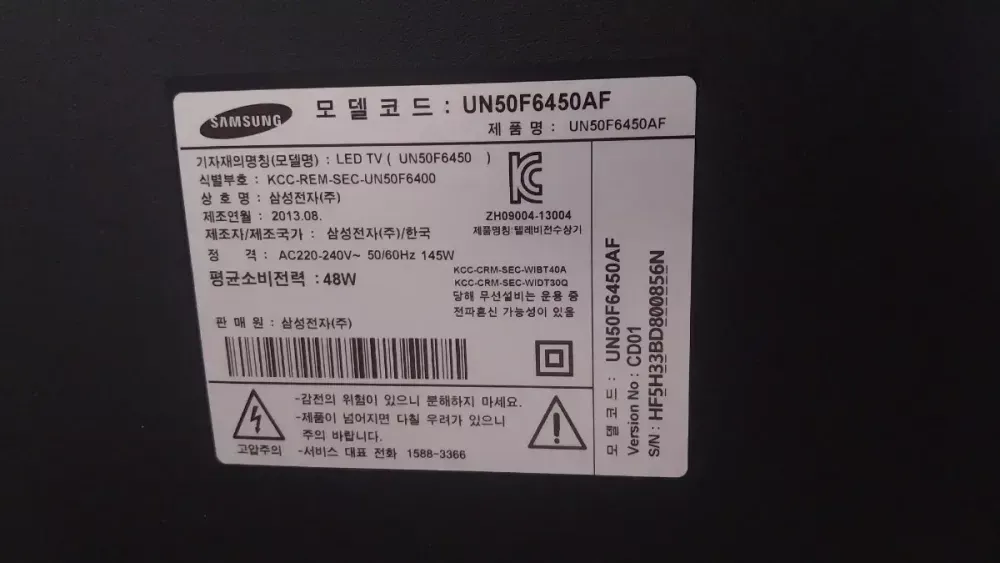 SAMSUNG
모델코드 : UN50F6450AF
제품명 : UN50F6450AF
기자재의명칭(모델명) : LED TV ( UN50F6450 )
식별부호 : KCC-REM-SEC-UN50F6400
상호명 : 삼성전자(주)
제조연월 : 2013.08.
제조자/제조국가 : 삼성전자(주)/한국
정격 : AC220-240V~ 50/60Hz 145W
평균소비전력 : 48W
판매원 : 삼성전자(주)
ZH09004-13004
제품명칭:텔레비전수상기
KCC-CRM-SEC-WIBT40A
KCC-CRM-SEC-WIDT30Q
당해 무선설비는 운용 중
전파혼신 가능성이 있음
고압주의
-감전의 위험이 있으니 분해하지 마세요.
-제품이 넘어지면 다칠 우려가 있으니
주의 바랍니다.
-서비스 대표 전화 1588-3366
모델코드 : UN50F6450AF
Version No : CD01
S/N : HF5H33BD800856N